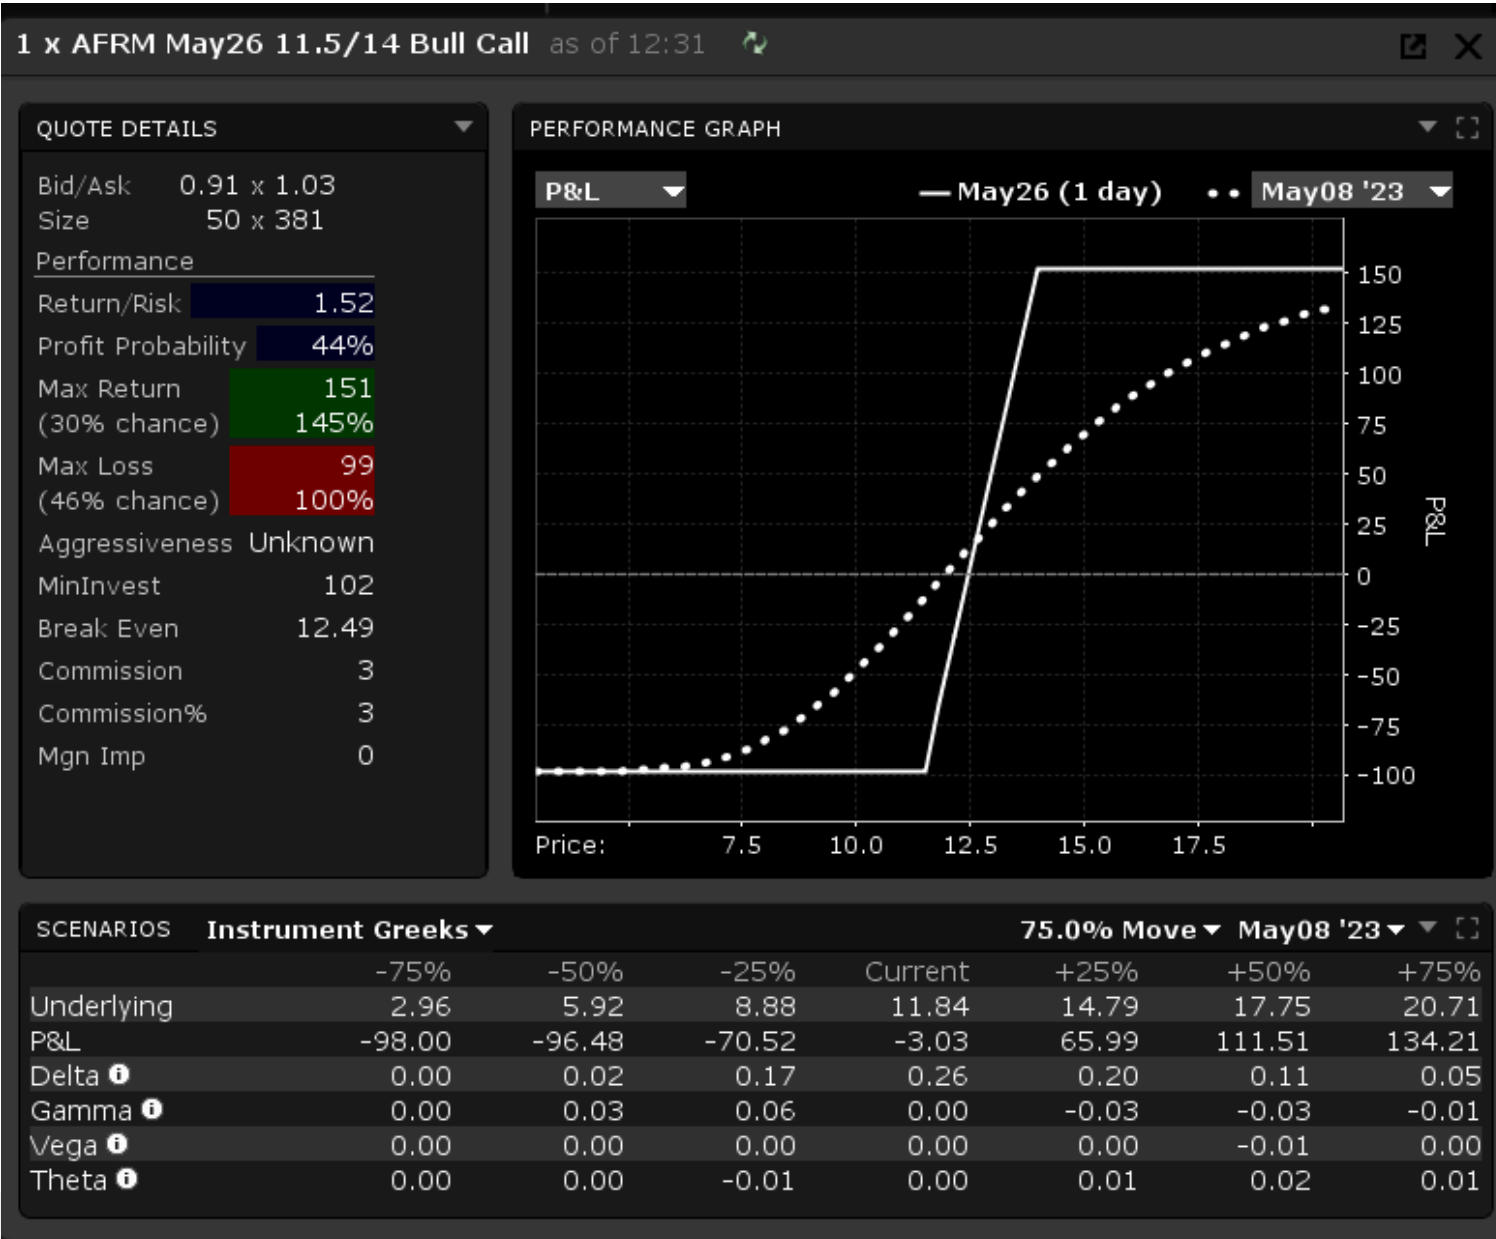 1 x AFRM May26 11.5/14 Bull Call as of 12:31
QUOTE DETAILS
Bid/Ask 0.91 x 1.03
Size 50 x 381
Performance
Return/Risk 1.52
Profit Probability 44%
Max Return 151
(30% chance) 145%
Max Loss 99
(46% chance) 100%
Aggressiveness Unknown
MinInvest 102
Break Even 12.49
Commission 3
Commission% 3
Mgn Imp 0
PERFORMANCE GRAPH
P&L May26 (1 day) May08 '23
150
125
100
75
50
25
0
-25
-50
-75
-100
P&L
Price: 7.5 10.0 12.5 15.0 17.5
SCENARIOS Instrument Greeks 75.0% Move May08 '23
-75% -50% -25% Current +25% +50% +75%
Underlying 2.96 5.92 8.88 11.84 14.79 17.75 20.71
P&L -98.00 -96.48 -70.52 -3.03 65.99 111.51 134.21
Delta 0.00 0.02 0.17 0.26 0.20 0.11 0.05
Gamma 0.00 0.03 0.06 0.00 -0.03 -0.03 -0.01
Vega 0.00 0.00 0.00 0.00 0.00 -0.01 0.00
Theta 0.00 0.00 -0.01 0.00 0.01 0.02 0.01